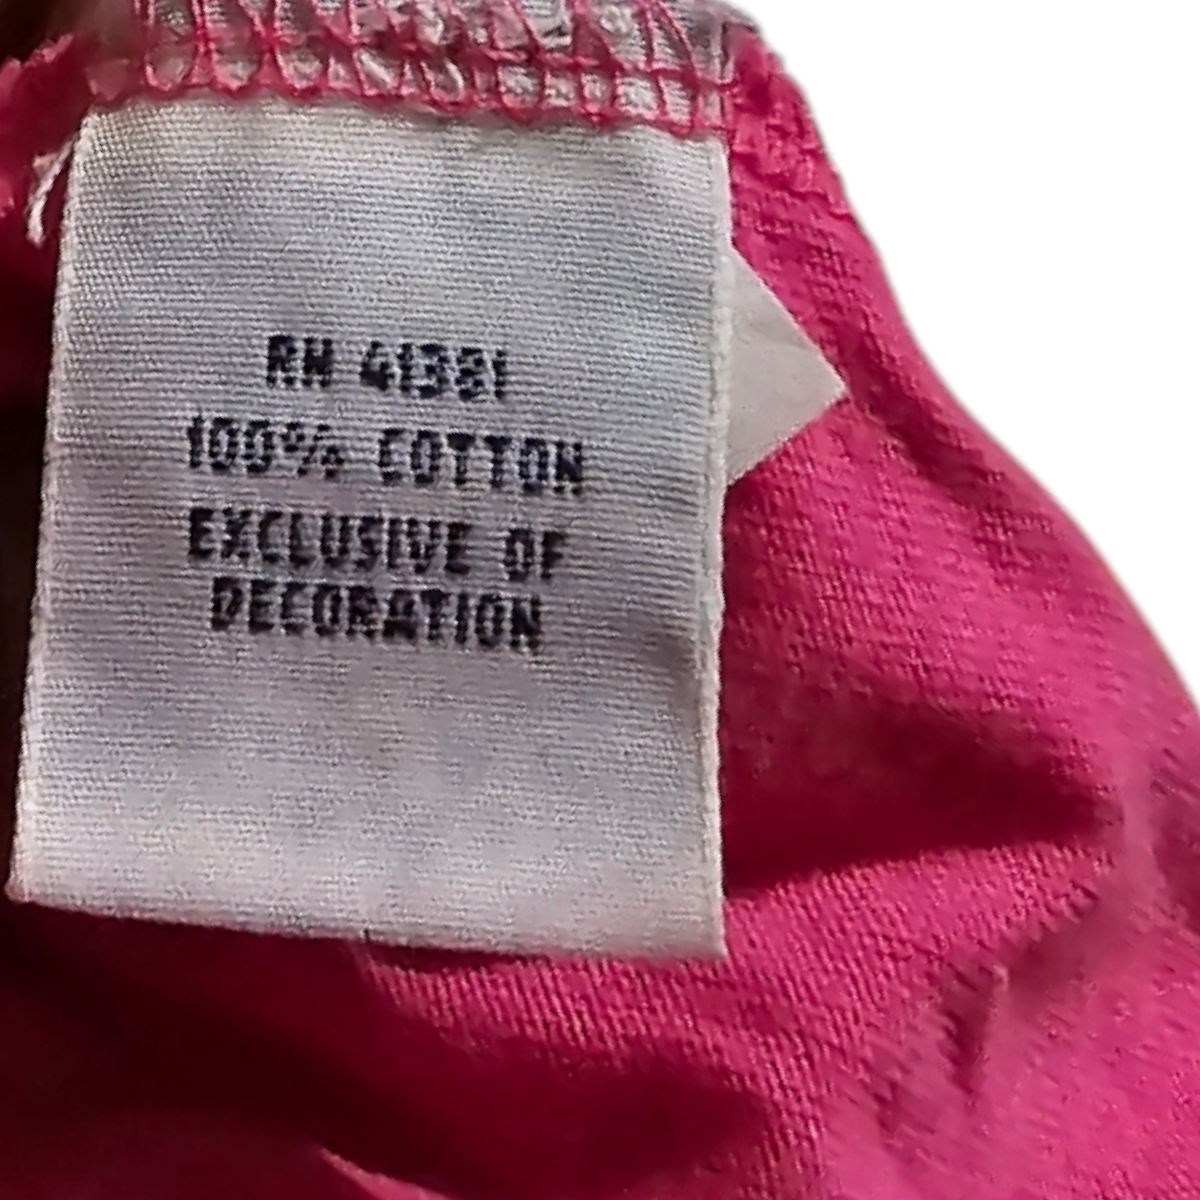 RN 41381
100% COTTON
EXCLUSIVE OF
DECORATION